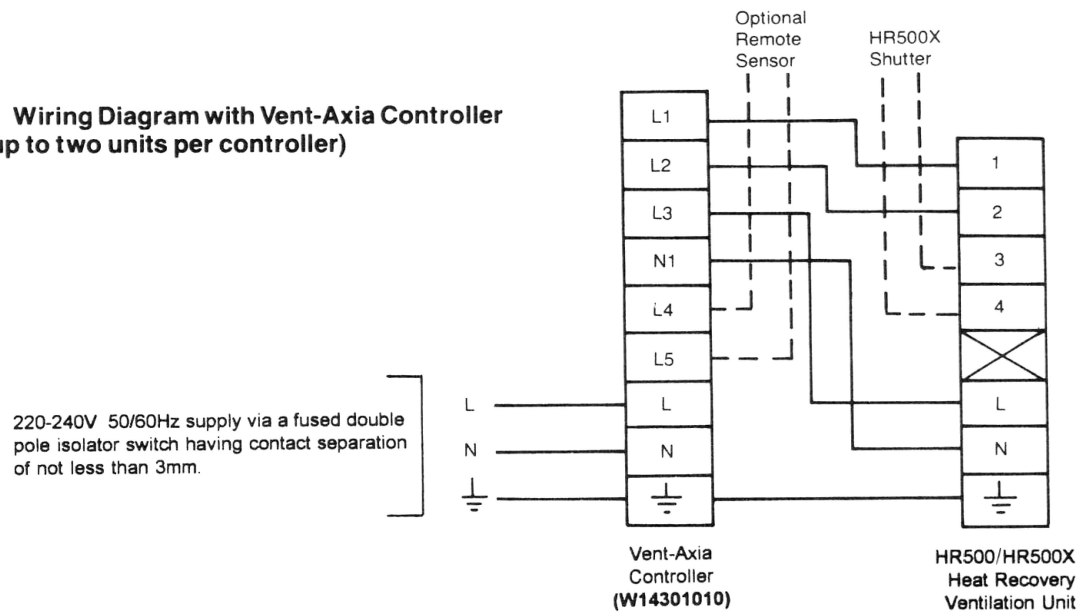 Wiring Diagram with Vent-Axia Controller
up to two units per controller)
Optional
Remote
Sensor
HR500X
Shutter
L1
L2
L3
N1
L4
L5
L
N
1
2
3
4
L
N
220-240V 50/60Hz supply via a fused double
pole isolator switch having contact separation
of not less than 3mm.
L
N
Vent-Axia
Controller
(W14301010)
HR500/HR500X
Heat Recovery
Ventilation Unit